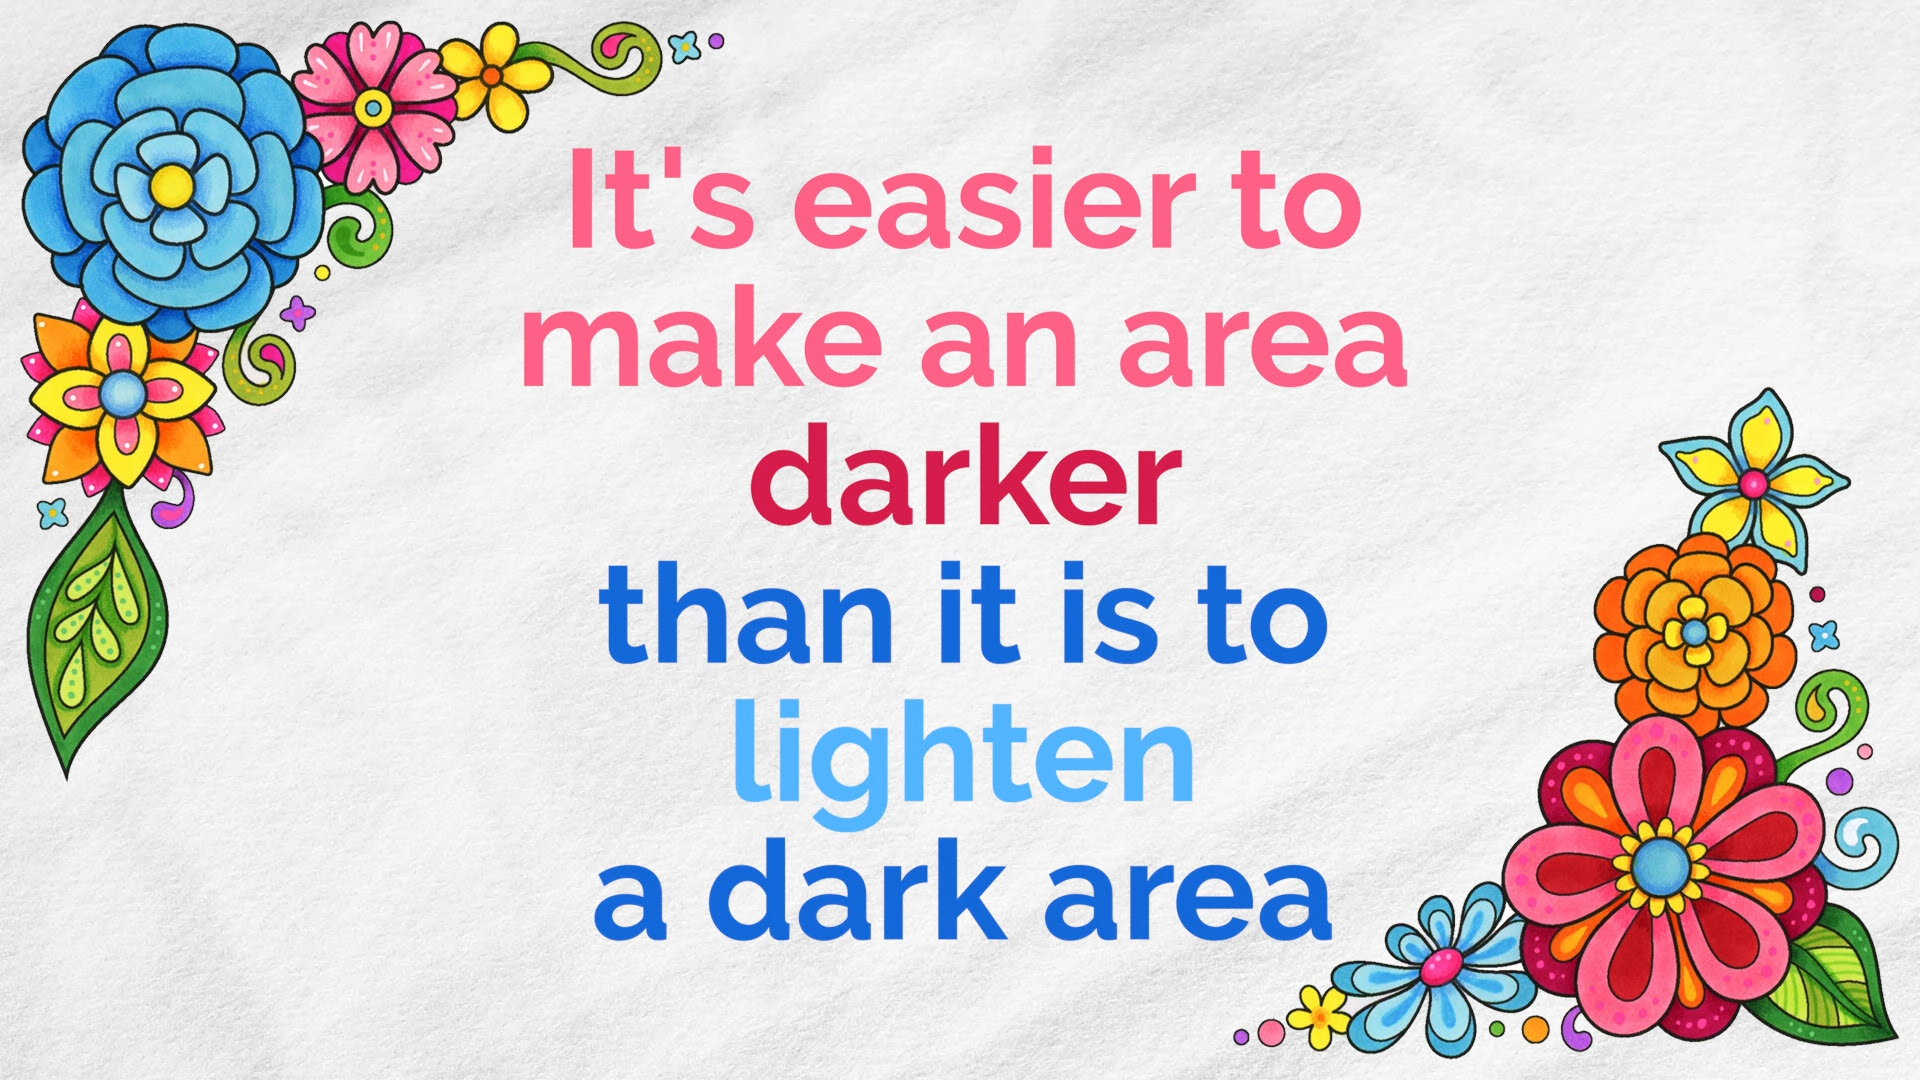 It's easier to
make an area
darker
than it is to
lighten
a dark area